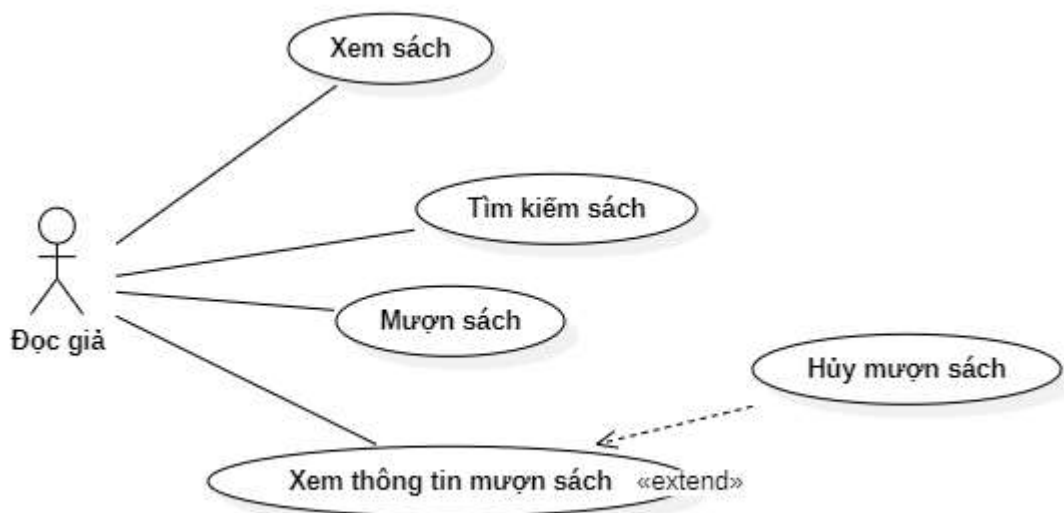 Xem sách
Tìm kiếm sách
Mượn sách
Đọc giả
Hủy mượn sách
Xem thông tin mượn sách
«extend»